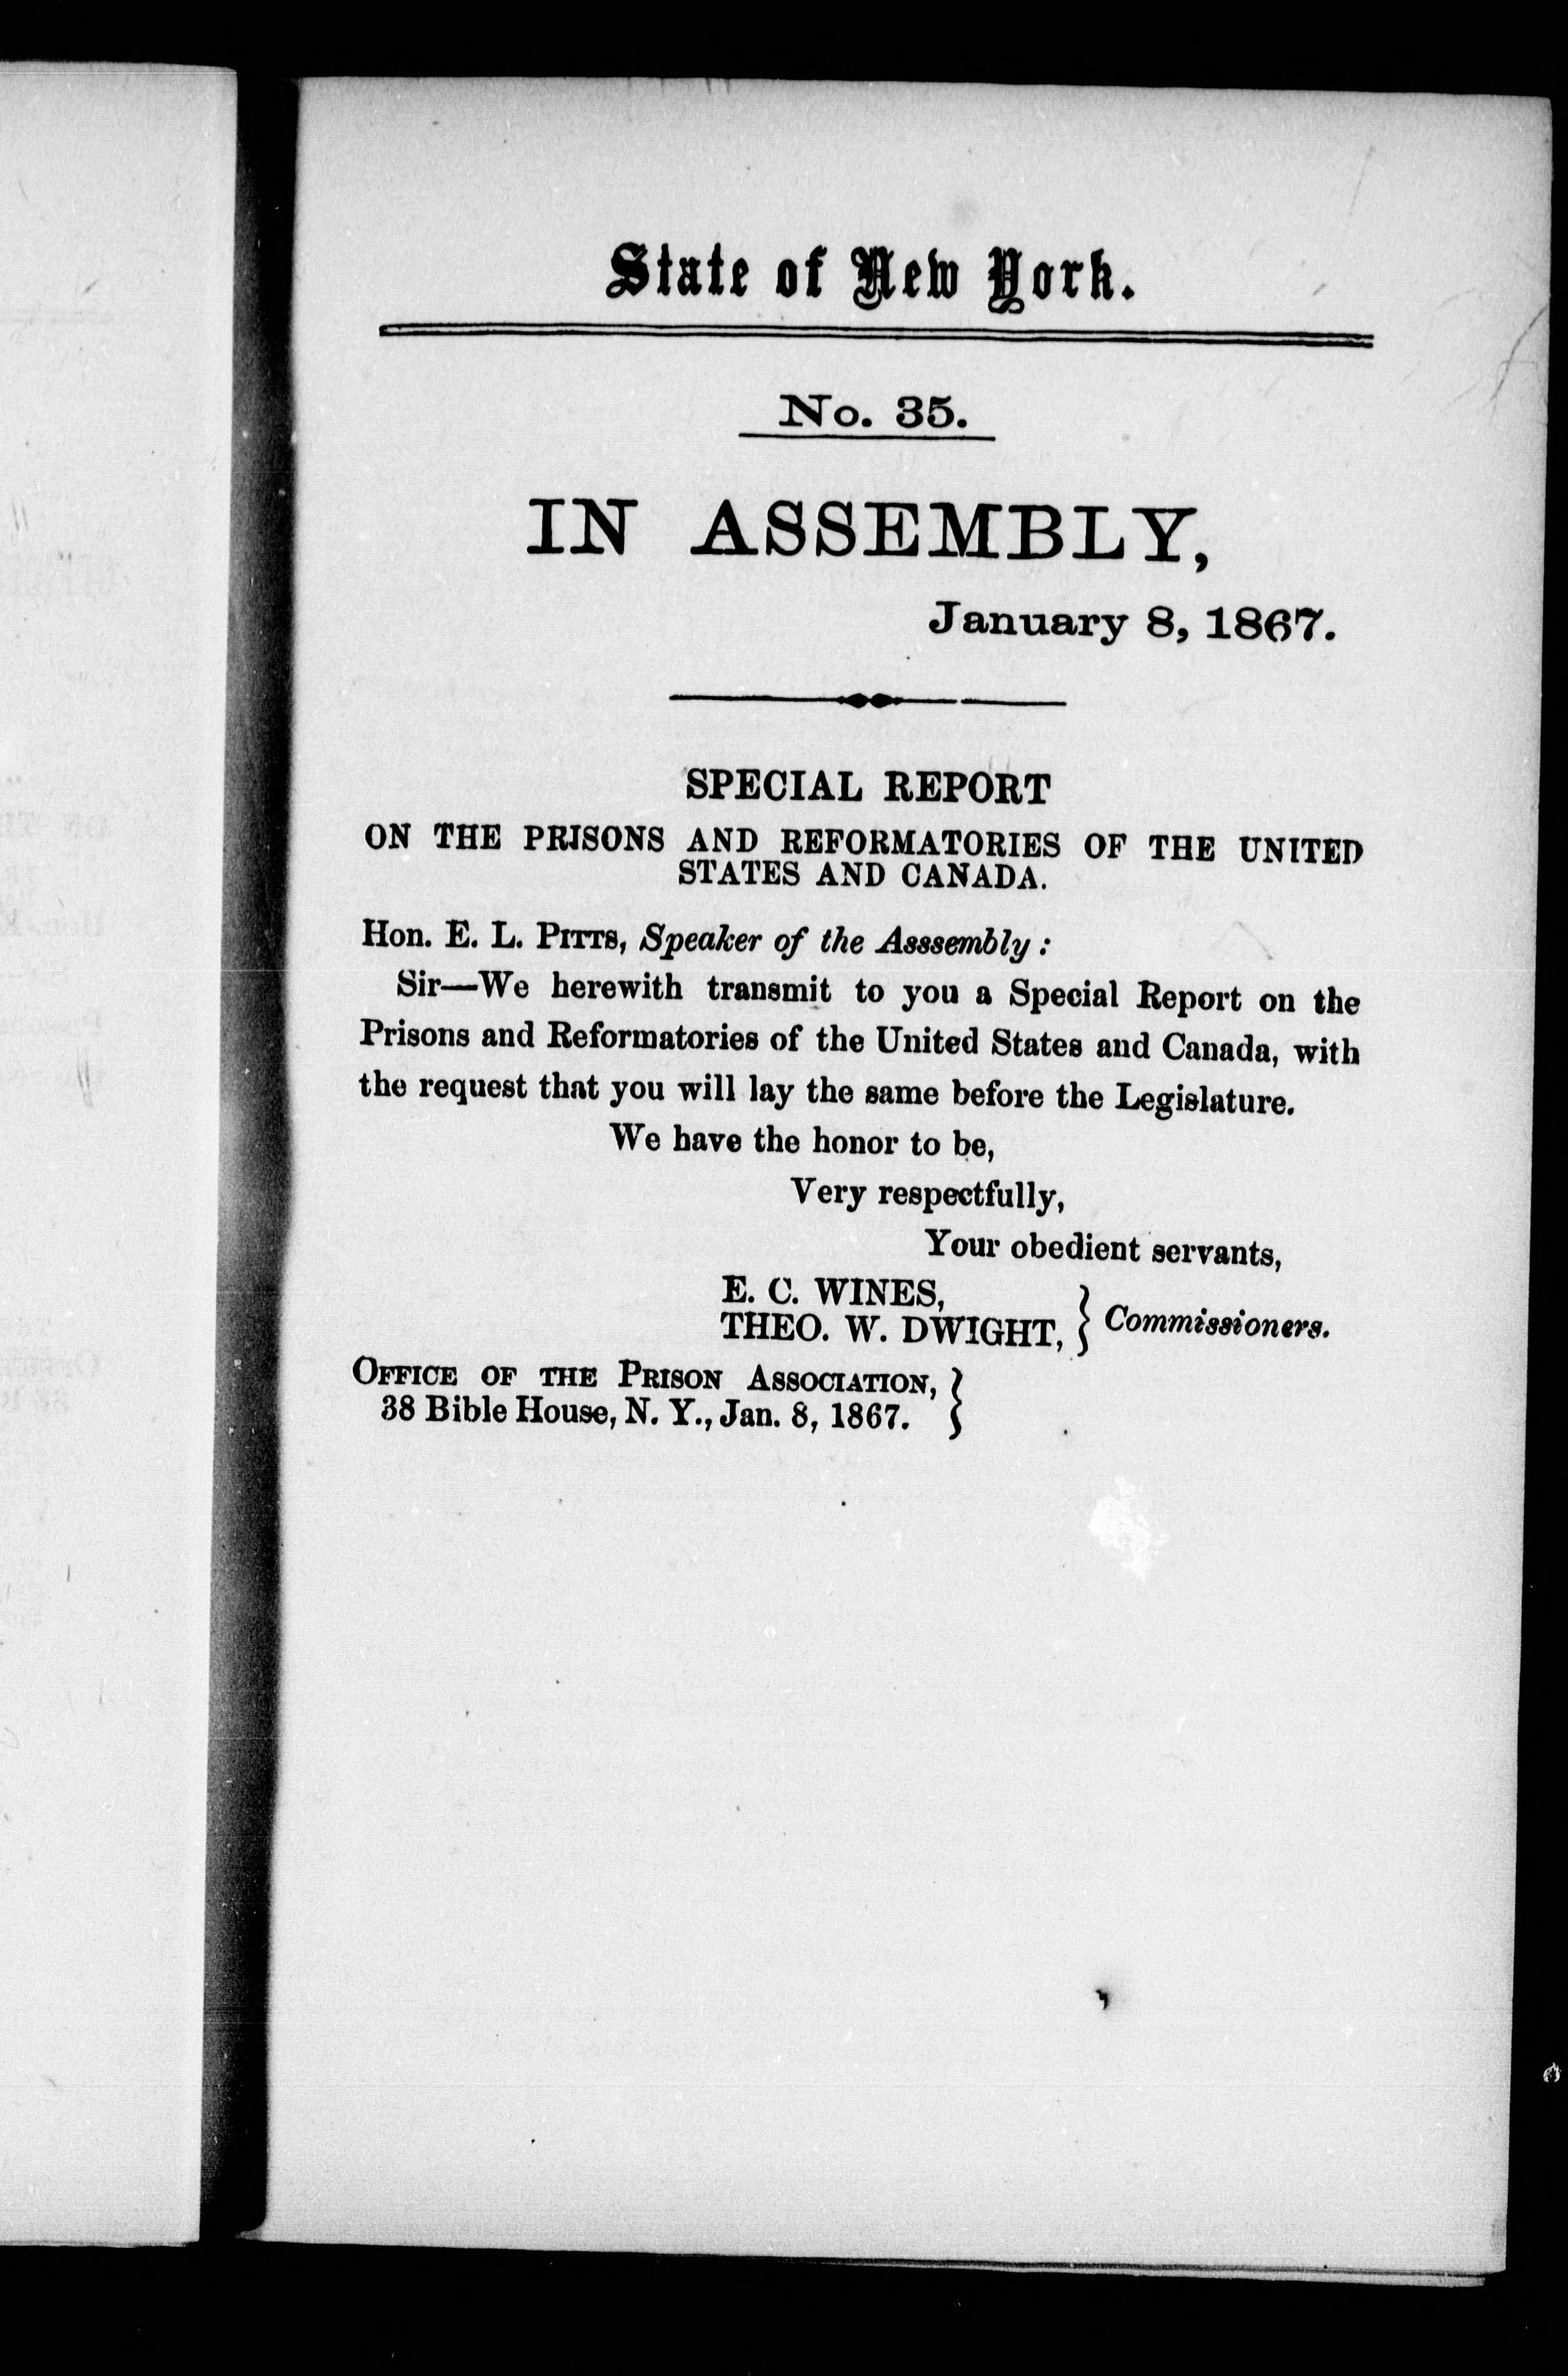 State of New York.
No. 35.
IN ASSEMBLY,
January 8, 1867.
SPECIAL REPORT
ON THE PRISONS AND REFORMATORIES OF THE UNITED
STATES AND CANADA.
Hon. E. L. PITTS, Speaker of the Asssembly:
Sir—We herewith transmit to you a Special Report on the
Prisons and Reformatories of the United States and Canada, with
the request that you will lay the same before the Legislature.
We have the honor to be,
Very respectfully,
Your obedient servants,
E. C. WINES,
THEO. W. DWIGHT, } Commissioners.
OFFICE OF THE PRISON ASSOCIATION, }
38 Bible House, N. Y., Jan. 8, 1867.